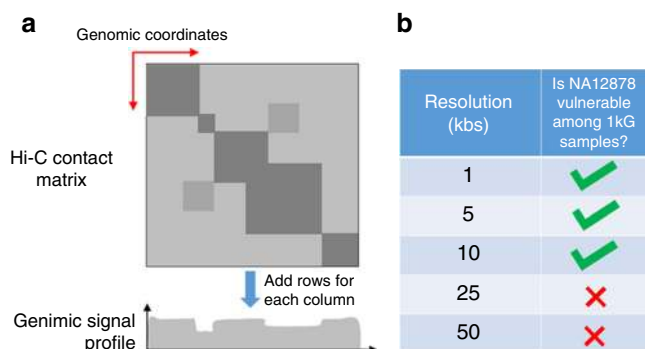 a
Genomic coordinates
Hi-C contact
matrix
Add rows for
each column
Genimic signal
profile
b
Resolution
(kbs)
Is NA12878
vulnerable
among 1kG
samples?
1
5
10
25
50